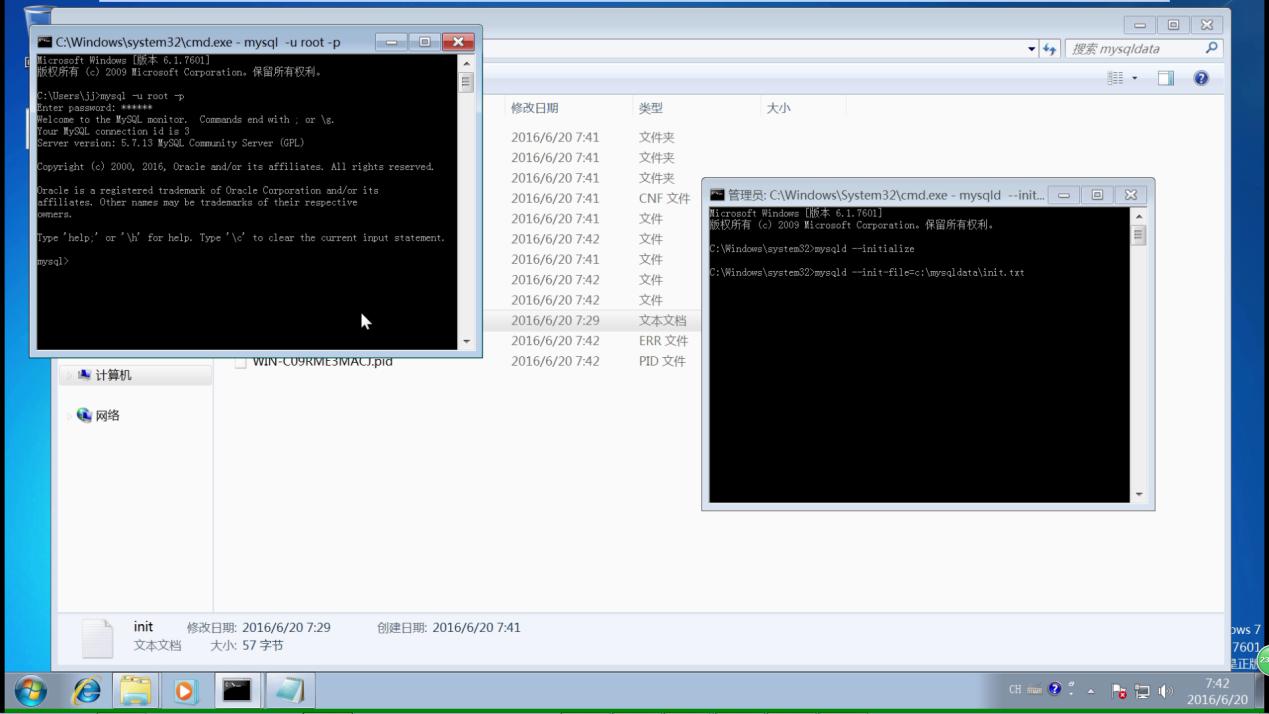 C:\Windows\system32\cmd.exe - mysql  -u root -p
Microsoft Windows [版本 6.1.7601]
版权所有 (c) 2009 Microsoft Corporation。保留所有权利。
C:\Users\jj>mysql -u root -p
Enter password: ******
Welcome to the MySQL monitor.  Commands end with ; or \g.
Your MySQL connection id is 3
Server version: 5.7.13 MySQL Community Server (GPL)
Copyright (c) 2000, 2016, Oracle and/or its affiliates. All rights reserved.
Oracle is a registered trademark of Oracle Corporation and/or its
affiliates. Other names may be trademarks of their respective
owners.
Type 'help;' or '\h' for help. Type '\c' to clear the current input statement.
mysql>
搜索 mysqldata
修改日期 类型 大小
2016/6/20 7:41 文件夹
2016/6/20 7:41 文件夹
2016/6/20 7:41 文件夹
2016/6/20 7:41 CNF 文件
2016/6/20 7:41 文件
2016/6/20 7:42 文件
2016/6/20 7:41 文件
2016/6/20 7:42 文件
2016/6/20 7:42 文件
2016/6/20 7:29 文本文档
2016/6/20 7:42 ERR 文件
WIN-C09RME3MACJ.pid 2016/6/20 7:42 PID 文件
管理员: C:\Windows\System32\cmd.exe - mysqld  --init...
Microsoft Windows [版本 6.1.7601]
版权所有 (c) 2009 Microsoft Corporation。保留所有权利。
C:\Windows\system32>mysqld --initialize
C:\Windows\system32>mysqld --init-file=c:\mysqldata\init.txt
计算机
网络
init 修改日期: 2016/6/20 7:29 创建日期: 2016/6/20 7:41
文本文档 大小: 57 字节
ows 7
7601
是正版
23
CH
7:42
2016/6/20